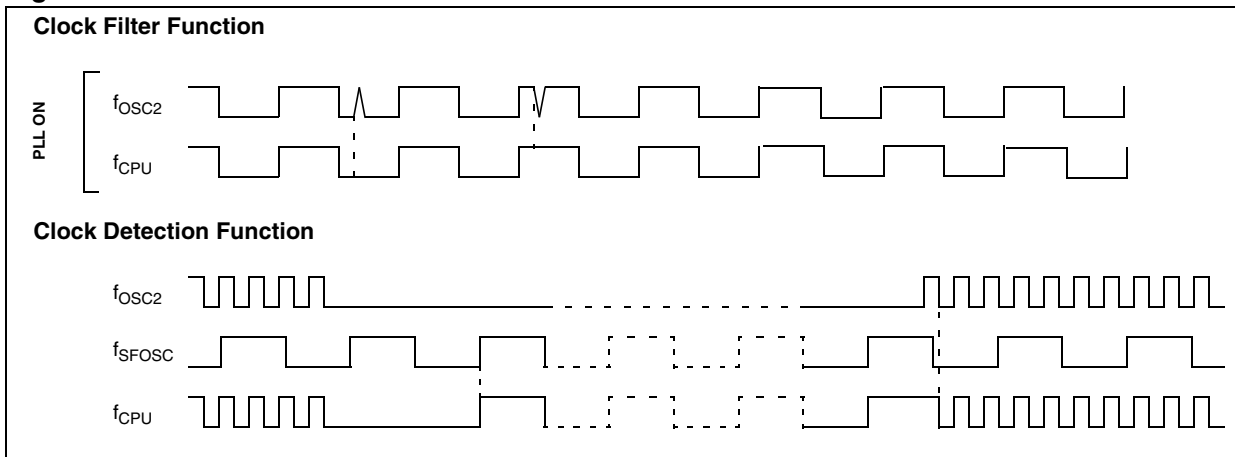 Clock Filter Function
PLL ON
fOSC2
fCPU
Clock Detection Function
fOSC2
fSFOSC
fCPU